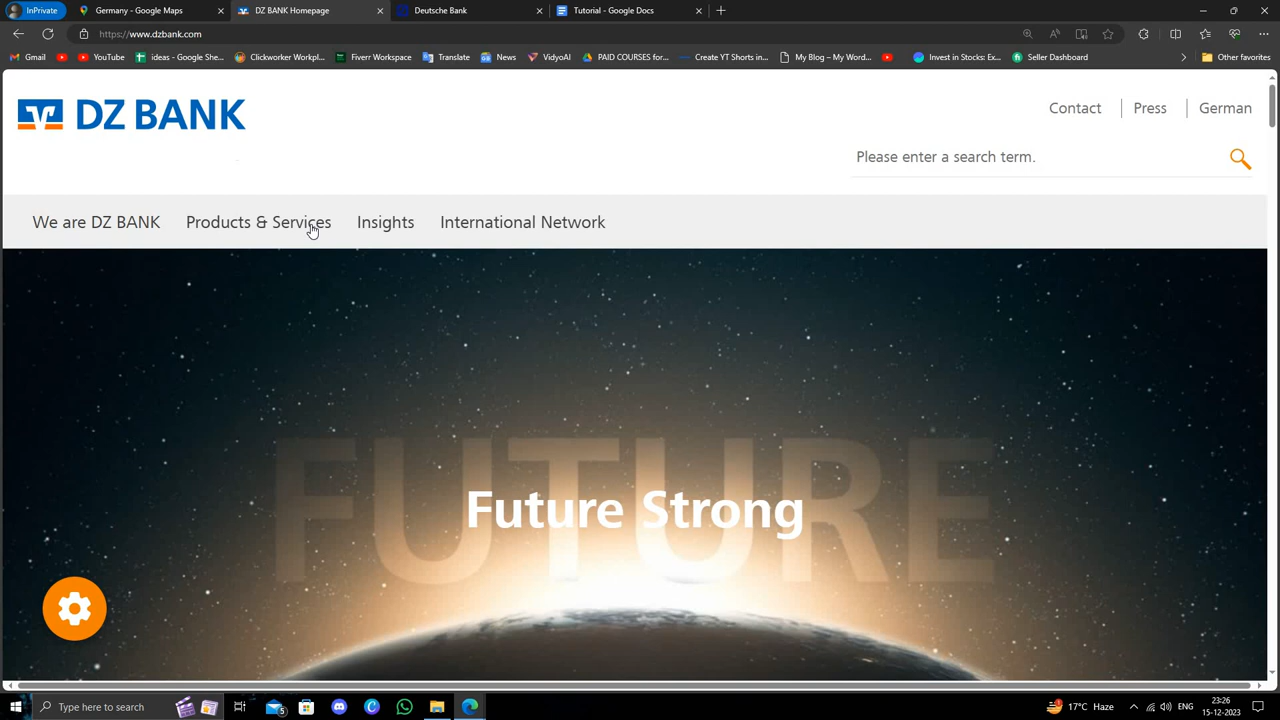 InPrivate
Germany - Google Maps
DZ BANK Homepage
Deutsche Bank
Tutorial - Google Docs
https://www.dzbank.com
Gmail
YouTube
ideas - Google She...
Clickworker Workpl...
Fiverr Workspace
Translate
News
VidyoAI
PAID COURSES for...
Create YT Shorts in...
My Blog – My Word...
Invest in Stocks: Ex...
Seller Dashboard
Other favorites
DZ BANK
Contact
Press
German
Please enter a search term.
We are DZ BANK
Products & Services
Insights
International Network
FUTURE
Future Strong
Type here to search
5
17°C Haze
ENG
23:26
15-12-2023